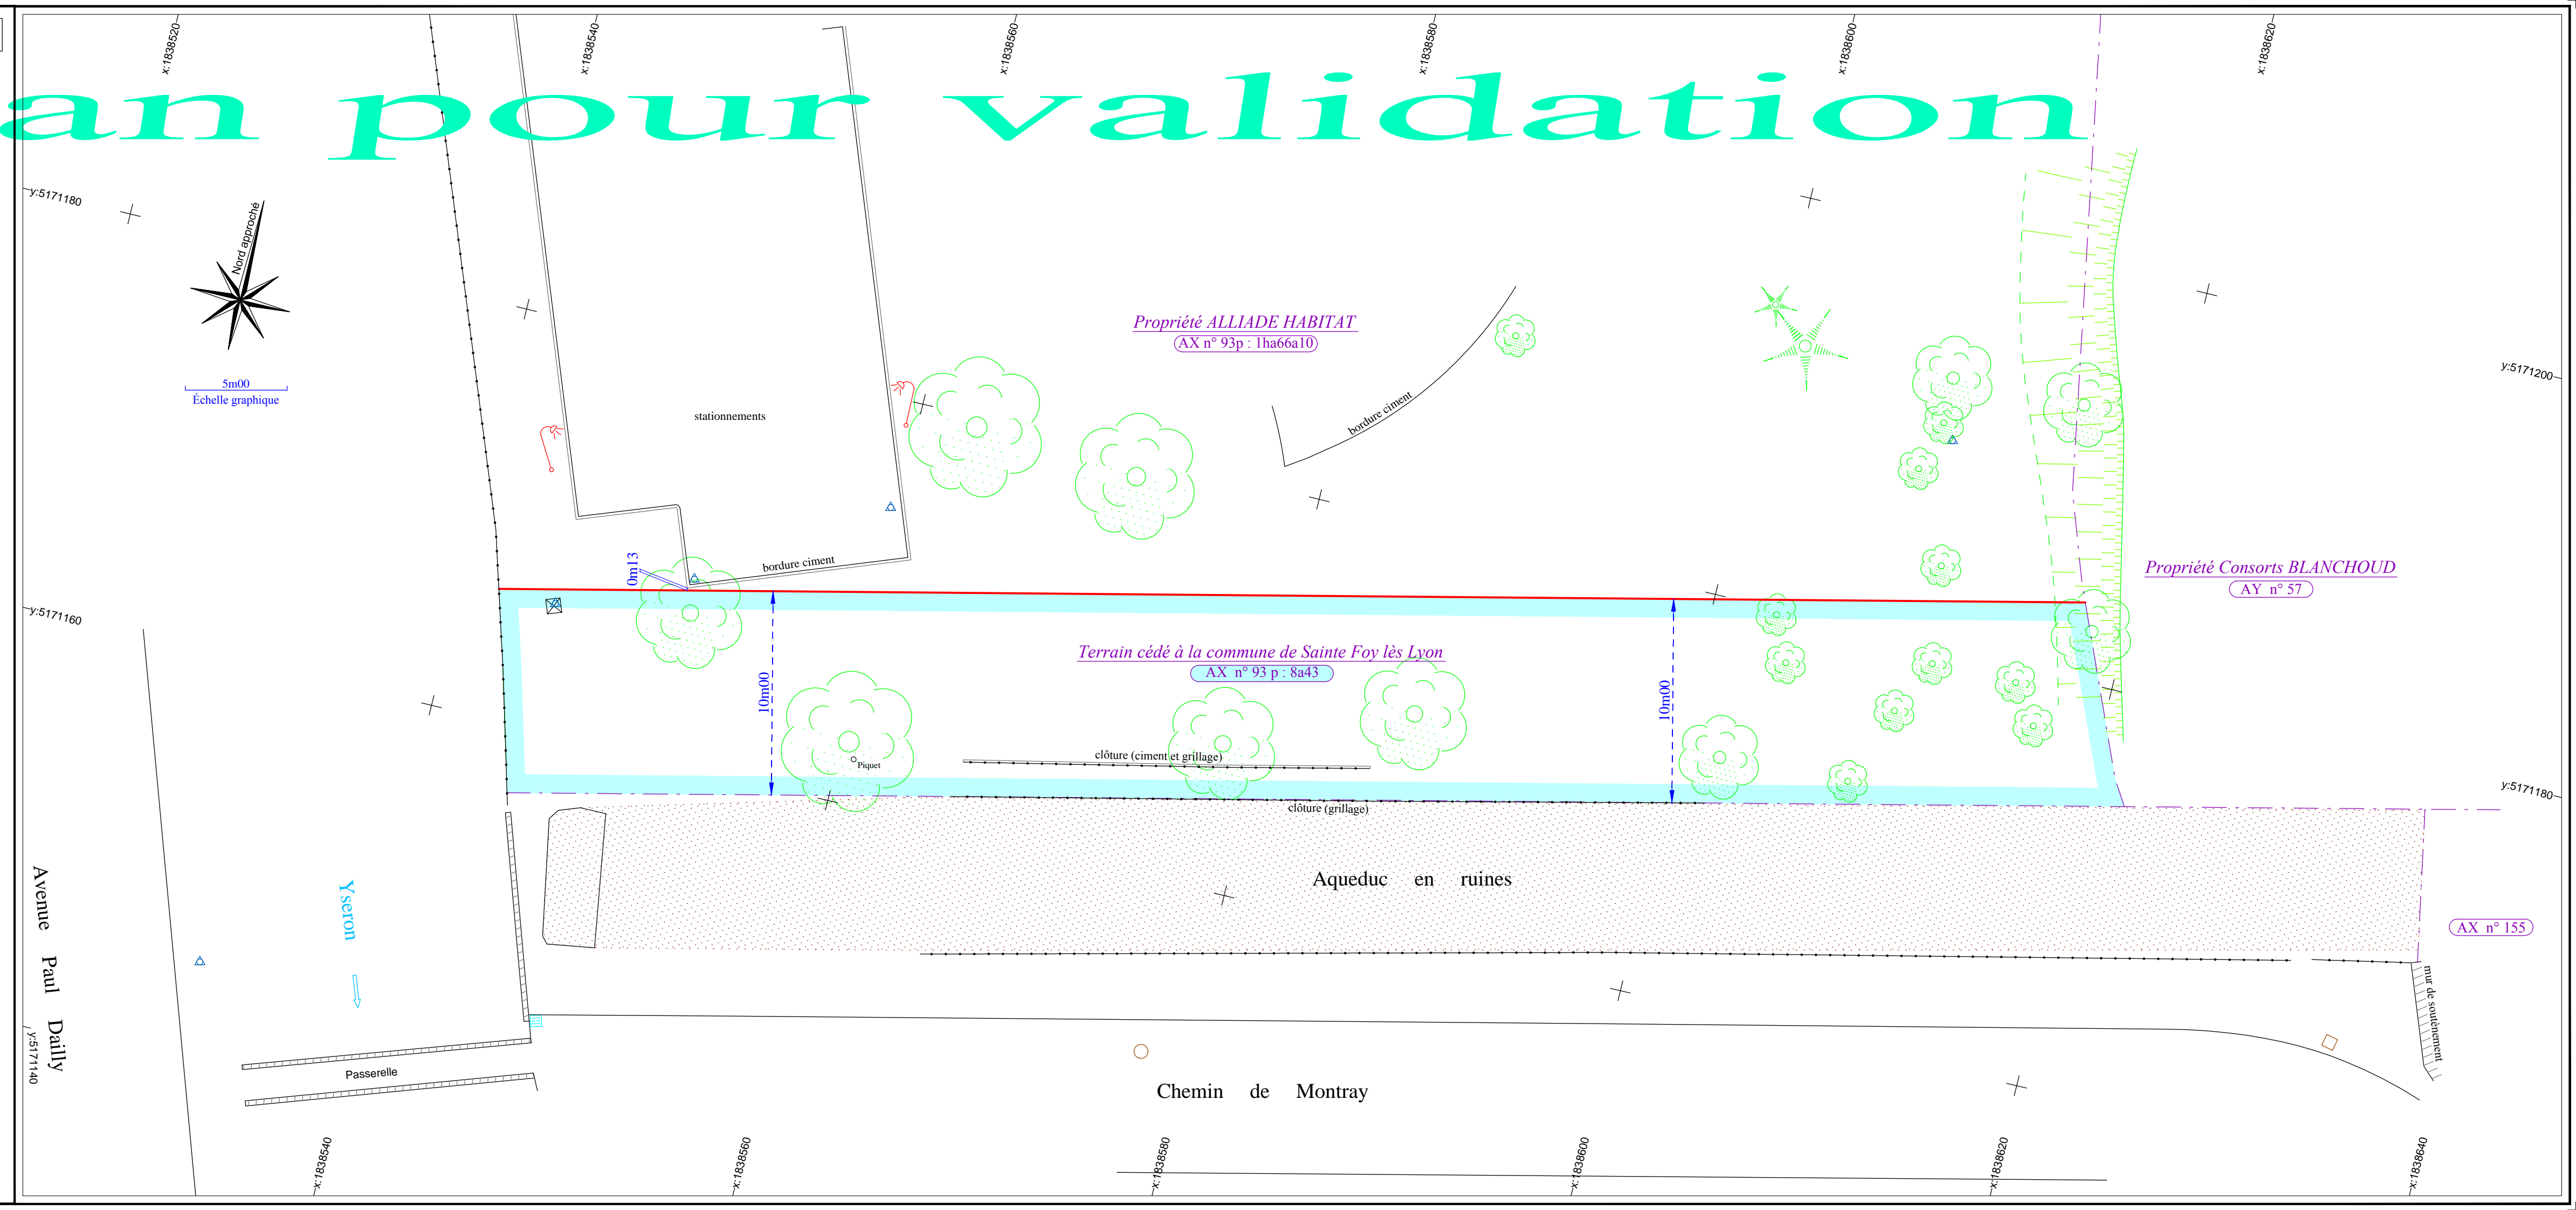 x:1838520
x:1838540
x:1838560
x:1838580
x:1838600
x:1838620
an pour validation
y:5171180
Nord approché
5m00
Échelle graphique
Propriété ALLIADE HABITAT
AX n° 93p : 1ha66a10
y:5171200
stationnements
bordure ciment
bordure ciment
0m13
Propriété Consorts BLANCHOUD
AY n° 57
y:5171160
Terrain cédé à la commune de Sainte Foy lès Lyon
AX n° 93 p : 8a43
10m00
10m00
clôture (ciment et grillage)
Piquet
y:5171180
clôture (grillage)
Aqueduc en ruines
AX n° 155
Avenue Paul Dailly
Yseron
mur de soutènement
y:5171140
Passerelle
Chemin de Montray
x:1838540
x:1838560
x:1838580
x:1838600
x:1838620
x:1838640